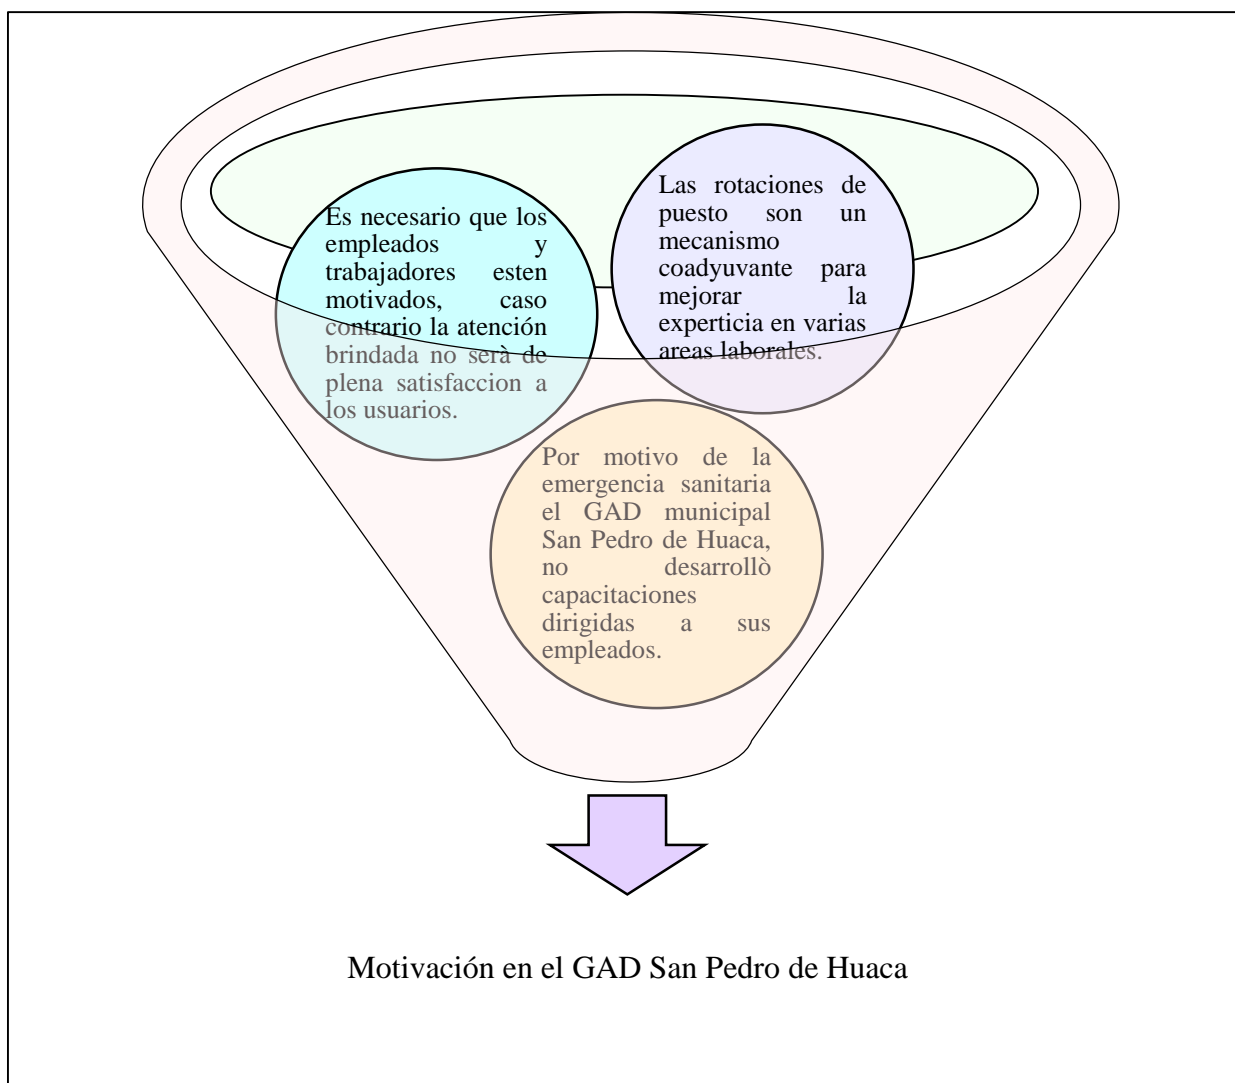 Es necesario que los
empleados y
trabajadores esten
motivados, caso
contrario la atención
brindada no serà de
plena satisfaccion a
los usuarios.
Las rotaciones de
puesto son un
mecanismo
coadyuvante para
mejorar la
experticia en varias
areas laborales.
Por motivo de la
emergencia sanitaria
el GAD municipal
San Pedro de Huaca,
no desarrollò
capacitaciones
dirigidas a sus
empleados.
Motivación en el GAD San Pedro de Huaca